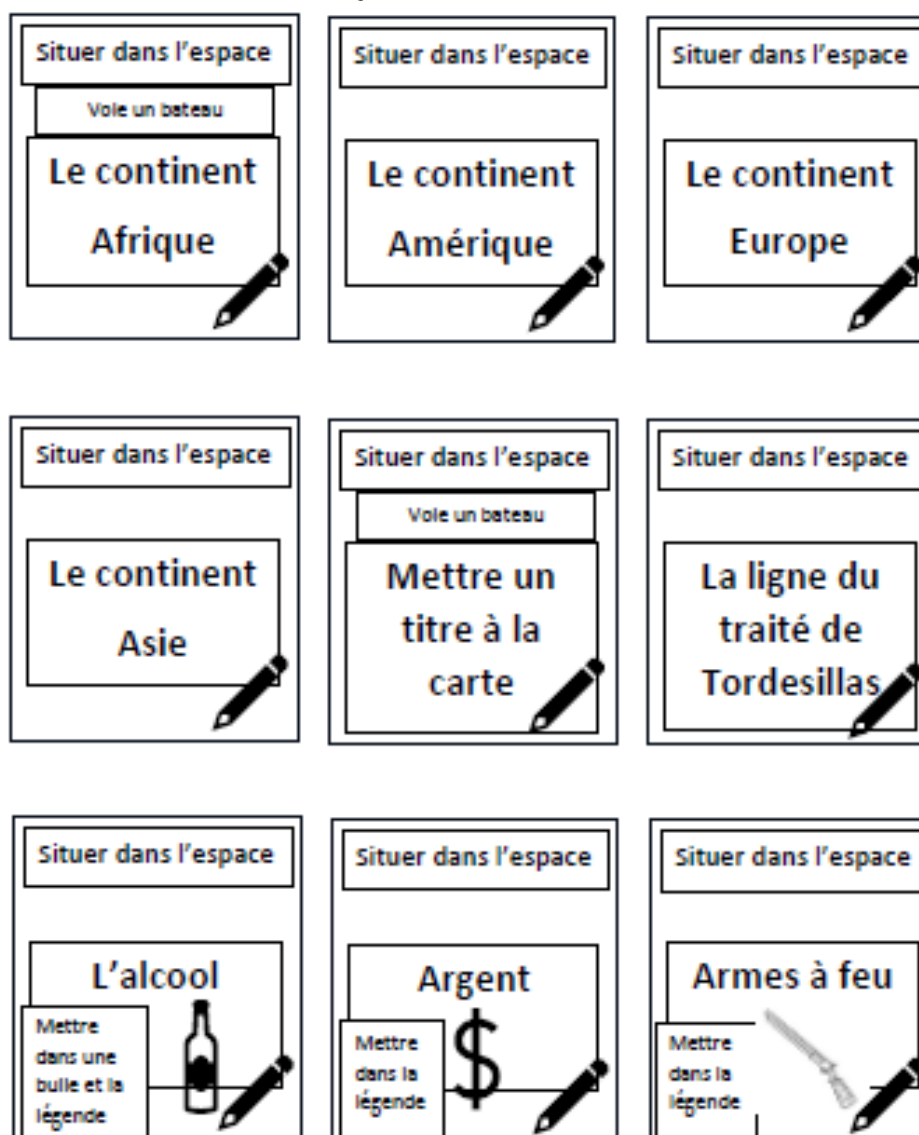 Situer dans l'espace
Vole un bateau
Le continent
Afrique
Situer dans l'espace
Le continent
Amérique
Situer dans l'espace
Le continent
Europe
Situer dans l'espace
Le continent
Asie
Situer dans l'espace
Vole un bateau
Mettre un
titre à la
carte
Situer dans l'espace
La ligne du
traité de
Tordesillas
Situer dans l'espace
L'alcool
Mettre
dans une
bulle et la
légende
Situer dans l'espace
Argent
Mettre
dans la
légende
$
Situer dans l'espace
Armes à feu
Mettre
dans la
légende